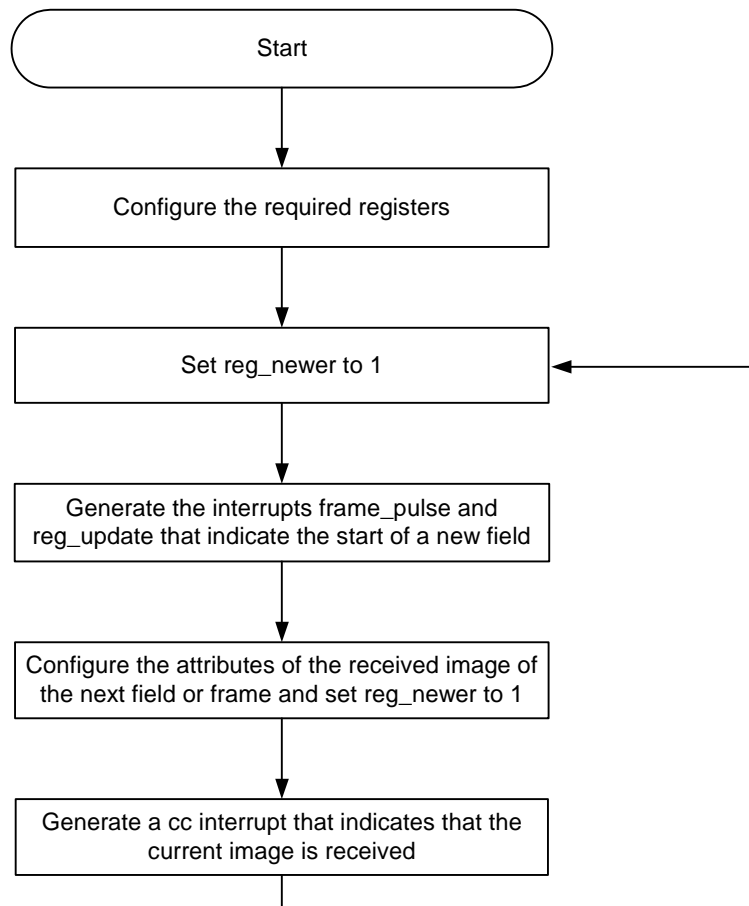 Start
Configure the required registers
Set reg_newer to 1
Generate the interrupts frame_pulse and
reg_update that indicate the start of a new field
Configure the attributes of the received image of
the next field or frame and set reg_newer to 1
Generate a cc interrupt that indicates that the
current image is received